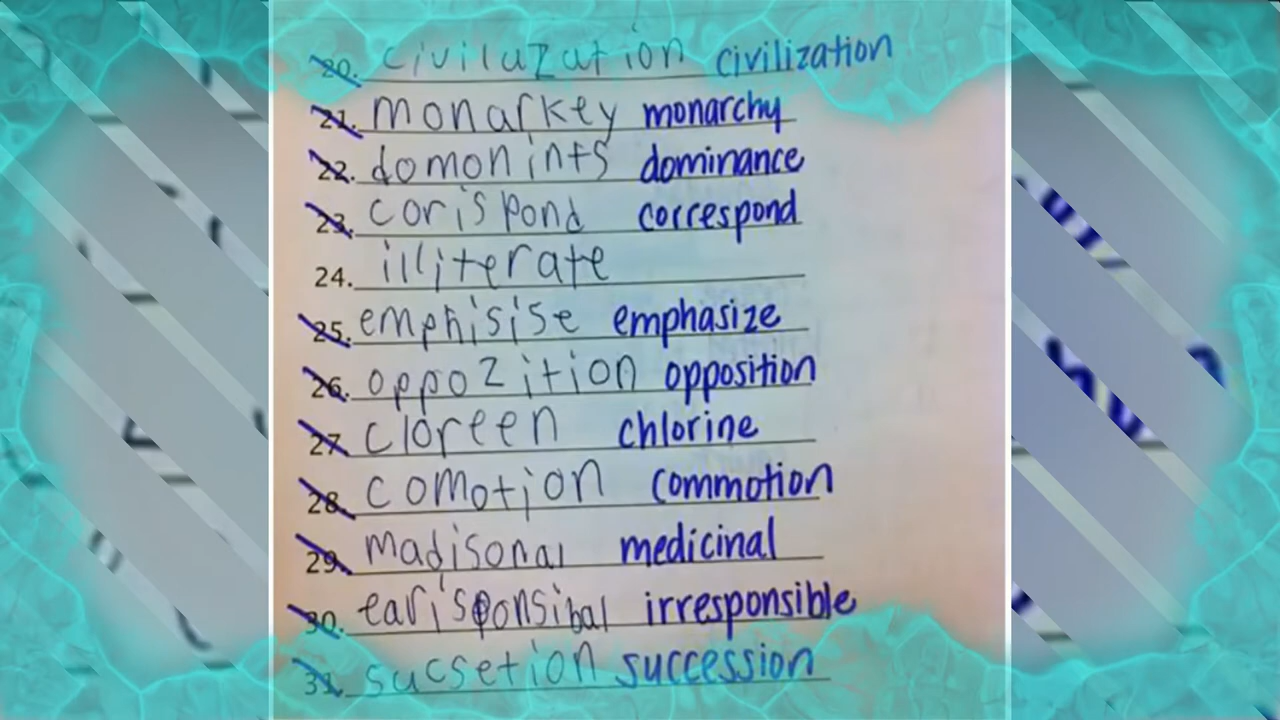 20. civiluzation civilization
21. monarkey monarchy
22. domonints dominance
23. corispond correspond
24. illiterate
25. emphisise emphasize
26. oppozition opposition
27. cloreen chlorine
28. comotion commotion
29. madisonal medicinal
30. earisponsibal irresponsible
31. sucsetion succession